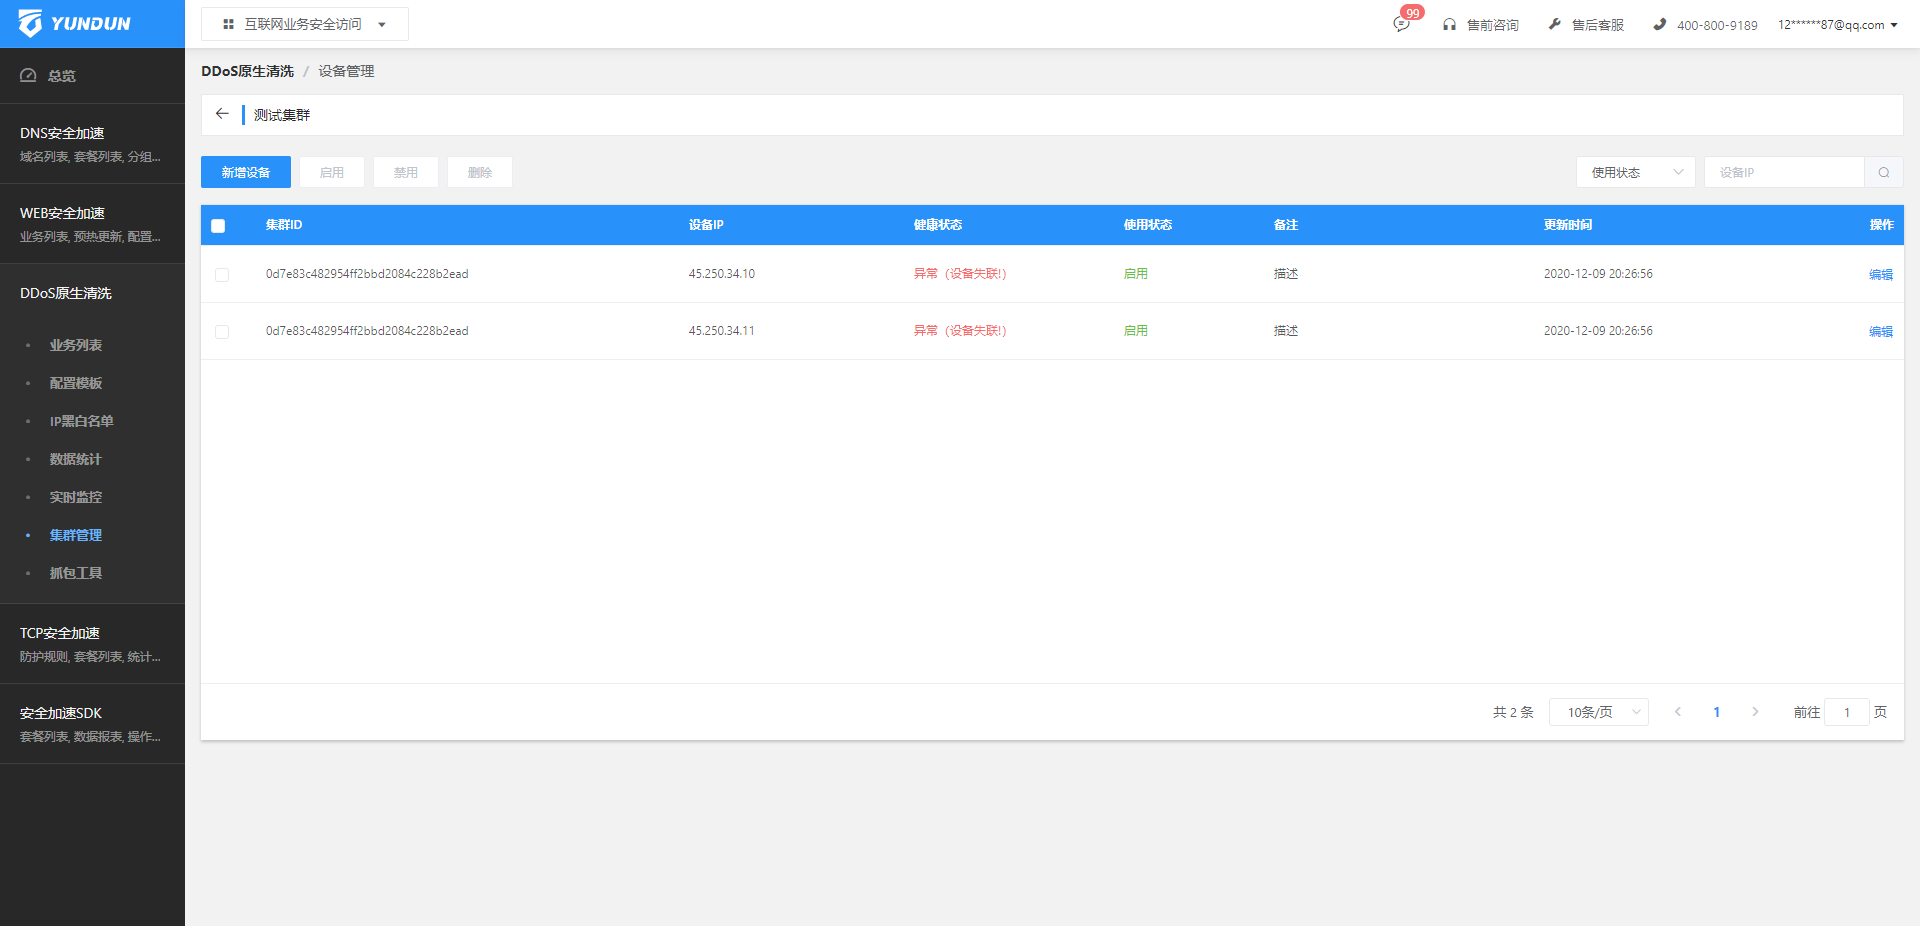 YUNDUN
互联网业务安全访问
99
售前咨询
售后客服
400-800-9189
12******87@qq.com
总览
DNS安全加速
域名列表, 套餐列表, 分组...
WEB安全加速
业务列表, 预热更新, 配置...
DDoS原生清洗
业务列表
配置模板
IP黑白名单
数据统计
实时监控
集群管理
抓包工具
TCP安全加速
防护规则, 套餐列表, 统计...
安全加速SDK
套餐列表, 数据报表, 操作...
DDoS原生清洗 / 设备管理
测试集群
新增设备 启用 禁用 删除 使用状态 设备IP
集群ID 设备IP 健康状态 使用状态 备注 更新时间 操作
0d7e83c482954ff2bbd2084c228b2ead 45.250.34.10 异常（设备失联!） 启用 描述 2020-12-09 20:26:56 编辑
0d7e83c482954ff2bbd2084c228b2ead 45.250.34.11 异常（设备失联!） 启用 描述 2020-12-09 20:26:56 编辑
共 2 条 10条/页 1 前往 1 页